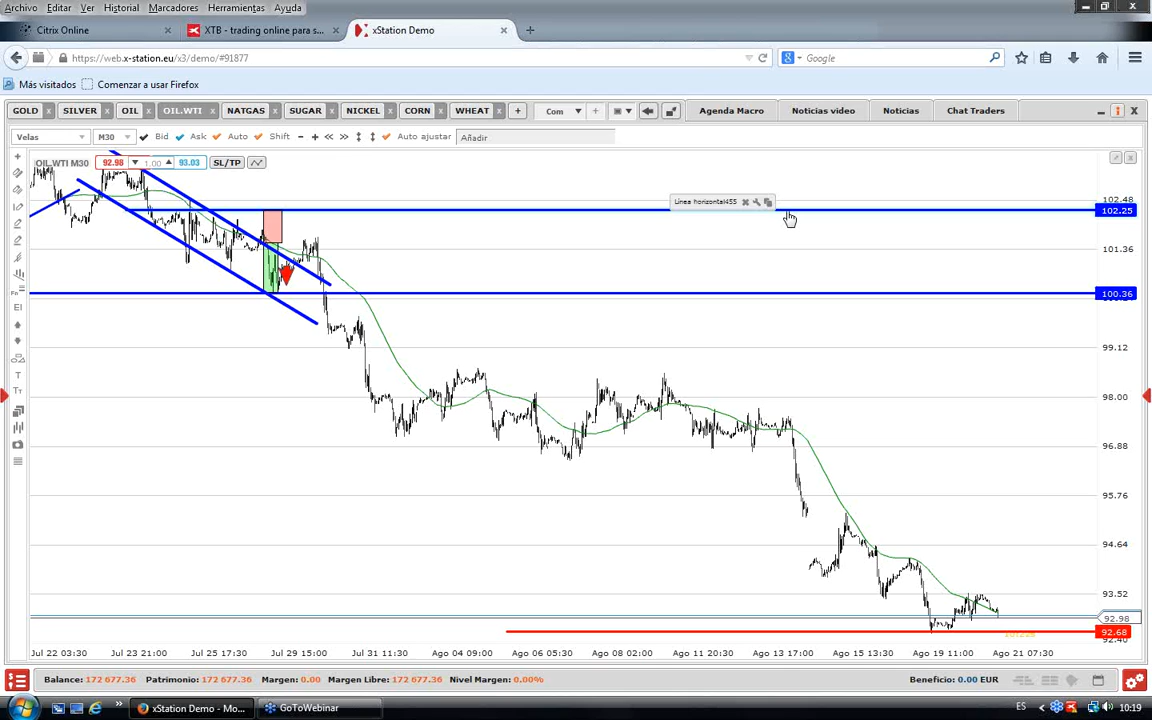 Archivo Editar Ver Historial Marcadores Herramientas Ayuda
Citrix Online × XTB - trading online para s... × xStation Demo × +
https://web.x-station.eu/x3/demo/#91877 Google
Más visitados Comenzar a usar Firefox
GOLD x SILVER x OIL x OIL.WTI x NATGAS x SUGAR x NICKEL x CORN x WHEAT x + Com Agenda Macro Noticias video Noticias Chat Traders
Velas M30 Bid Ask Auto Shift Auto ajustar Añadir
OIL.WTI M30 92.98 1.00 93.03 SL/TP
Línea horizontal455
102.48
102.25
101.36
100.36
99.12
98.00
96.88
95.76
94.64
93.52
92.98
92.68
92.40
Jul 22 03:30 Jul 23 21:00 Jul 25 17:30 Jul 29 15:00 Jul 31 11:30 Ago 04 09:00 Ago 06 05:30 Ago 08 02:00 Ago 11 20:30 Ago 13 17:00 Ago 15 13:30 Ago 19 11:00 Ago 21 07:30
Balance: 172 677.36 Patrimonio: 172 677.36 Margen: 0.00 Margen Libre: 172 677.36 Nivel Margen: 0.00% Beneficio: 0.00 EUR
xStation Demo - Mo... GoToWebinar ES 10:19